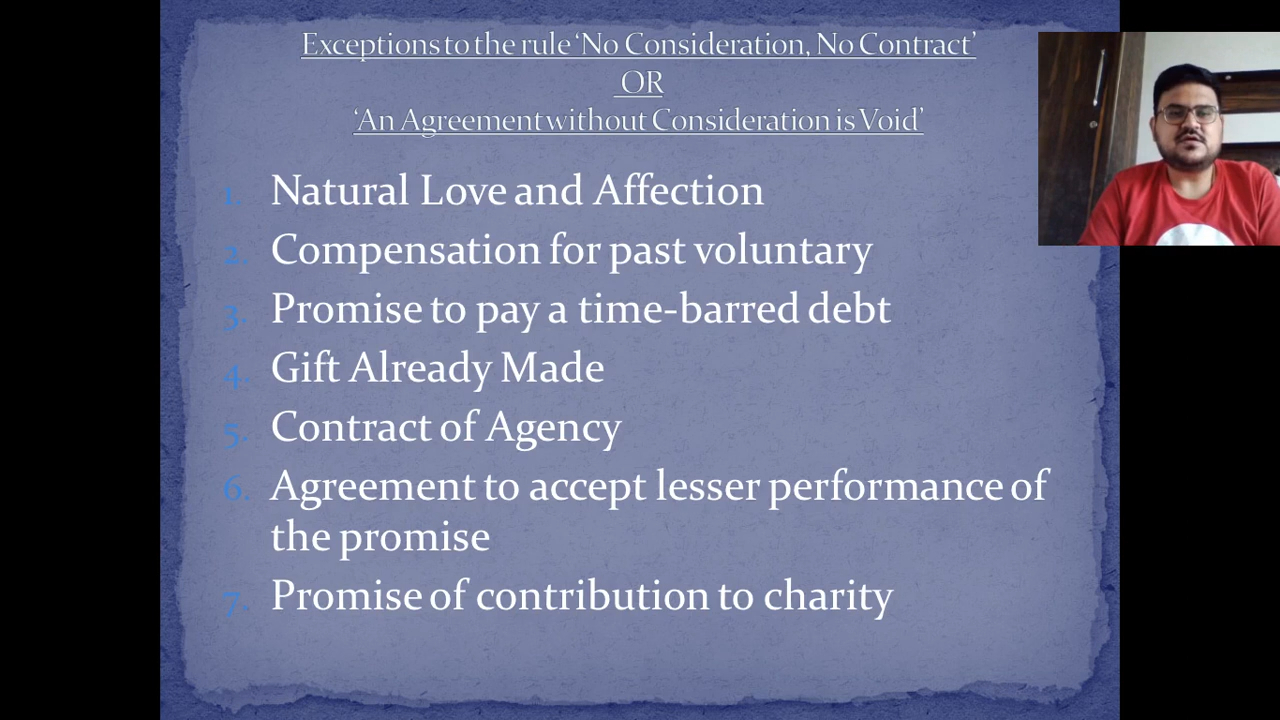 Exceptions to the rule ‘No Consideration, No Contract’
OR
‘An Agreement without Consideration is Void’
1. Natural Love and Affection
2. Compensation for past voluntary
3. Promise to pay a time-barred debt
4. Gift Already Made
5. Contract of Agency
6. Agreement to accept lesser performance of
the promise
7. Promise of contribution to charity